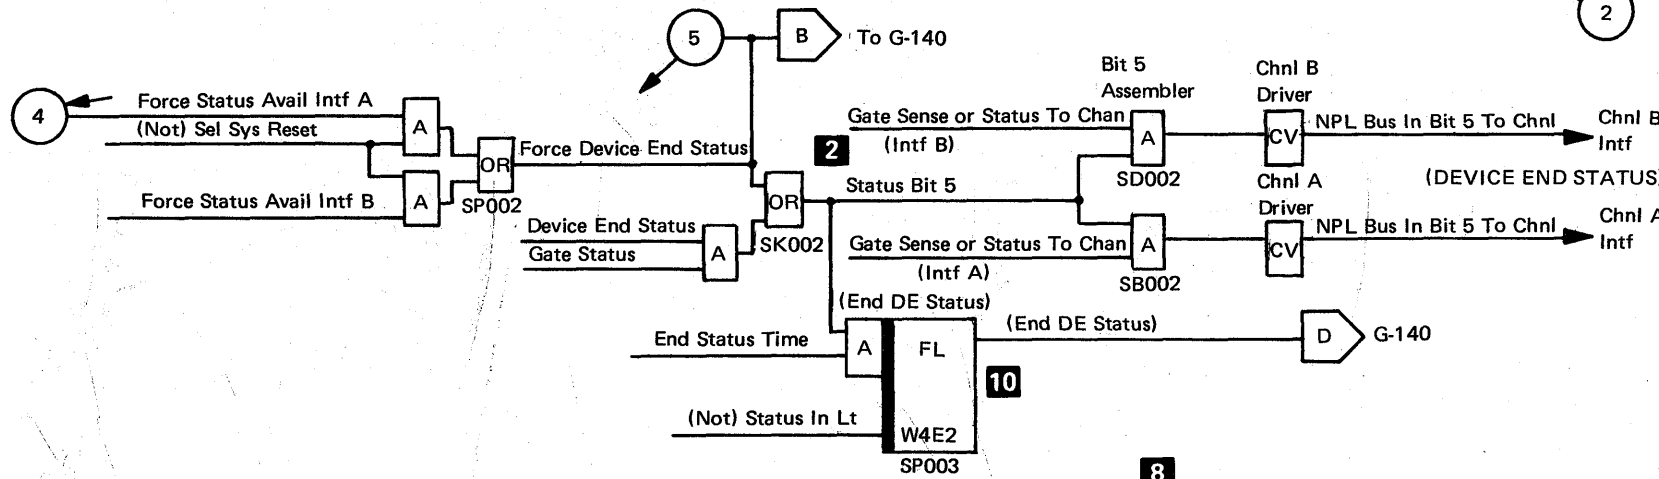 2
5
B
To G-140
4
Force Status Avail Intf A
(Not) Sel Sys Reset
A
OR
SP002
A
Force Status Avail Intf B
Force Device End Status
2
Device End Status
Gate Status
A
OR
SK002
Status Bit 5
Gate Sense or Status To Chan
(Intf B)
Bit 5
Assembler
A
SD002
Chnl B
Driver
CV
NPL Bus In Bit 5 To Chnl
Chnl B
Intf
(DEVICE END STATUS)
Gate Sense or Status To Chan
(Intf A)
A
SB002
Chnl A
Driver
CV
NPL Bus In Bit 5 To Chnl
Chnl A
Intf
(End DE Status)
End Status Time
A
FL
(Not) Status In Lt
W4E2
SP003
10
(End DE Status)
D
G-140
8